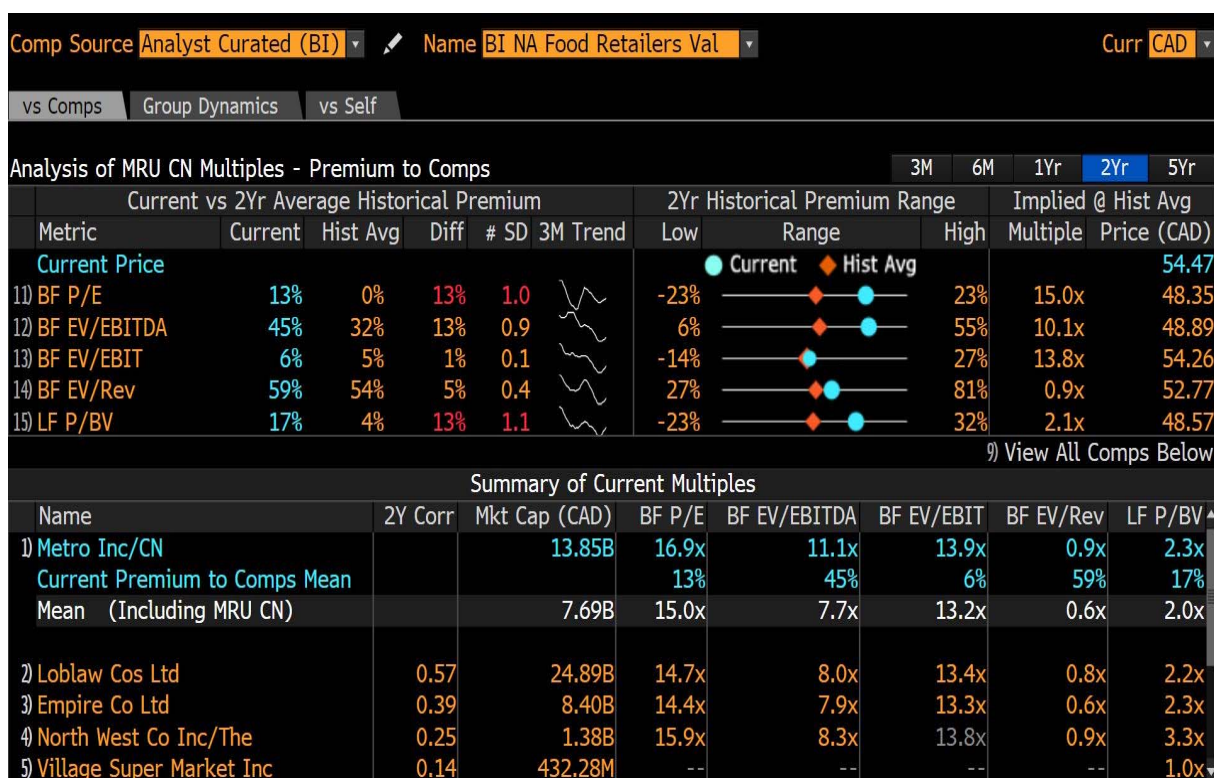 Comp Source Analyst Curated (BI) Name BI NA Food Retailers Val Curr CAD
vs Comps Group Dynamics vs Self
Analysis of MRU CN Multiples - Premium to Comps 3M 6M 1Yr 2Yr 5Yr
Current vs 2Yr Average Historical Premium 2Yr Historical Premium Range Implied @ Hist Avg
Metric Current Hist Avg Diff # SD 3M Trend Low Range High Multiple Price (CAD)
Current Price Current Hist Avg 54.47
11) BF P/E 13% 0% 13% 1.0 -23% 23% 15.0x 48.35
12) BF EV/EBITDA 45% 32% 13% 0.9 6% 55% 10.1x 48.89
13) BF EV/EBIT 6% 5% 1% 0.1 -14% 27% 13.8x 54.26
14) BF EV/Rev 59% 54% 5% 0.4 27% 81% 0.9x 52.77
15) LF P/BV 17% 4% 13% 1.1 -23% 32% 2.1x 48.57
9) View All Comps Below
Summary of Current Multiples
Name 2Y Corr Mkt Cap (CAD) BF P/E BF EV/EBITDA BF EV/EBIT BF EV/Rev LF P/BV
1) Metro Inc/CN 13.85B 16.9x 11.1x 13.9x 0.9x 2.3x
Current Premium to Comps Mean 13% 45% 6% 59% 17%
Mean (Including MRU CN) 7.69B 15.0x 7.7x 13.2x 0.6x 2.0x
2) Loblaw Cos Ltd 0.57 24.89B 14.7x 8.0x 13.4x 0.8x 2.2x
3) Empire Co Ltd 0.39 8.40B 14.4x 7.9x 13.3x 0.6x 2.3x
4) North West Co Inc/The 0.25 1.38B 15.9x 8.3x 13.8x 0.9x 3.3x
5) Village Super Market Inc 0.14 432.28M -- -- -- -- 1.0x